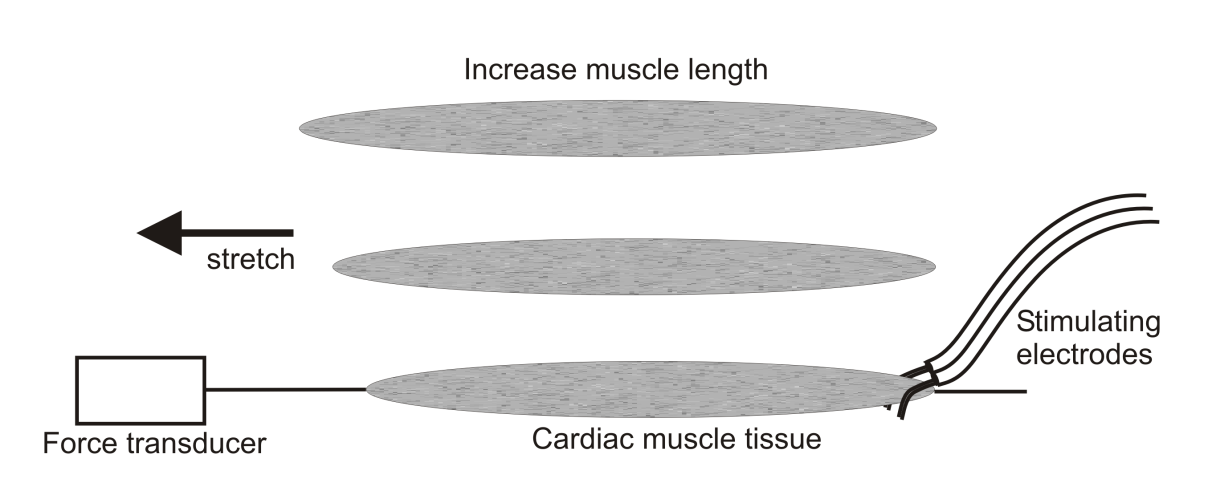 Increase muscle length
stretch
Stimulating
electrodes
Force transducer
Cardiac muscle tissue